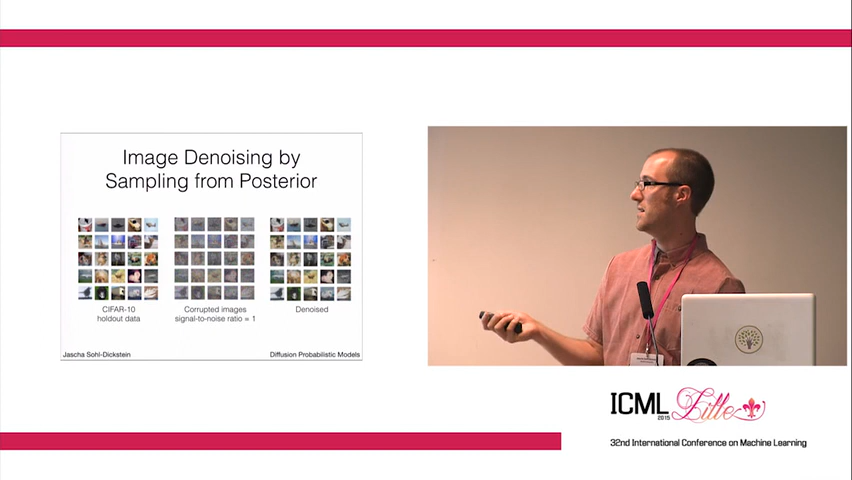 Image Denoising by
Sampling from Posterior
CIFAR-10
holdout data
Corrupted images
signal-to-noise ratio = 1
Denoised
Jascha Sohl-Dickstein
Diffusion Probabilistic Models
ICML
2015
Lille
32nd International Conference on Machine Learning